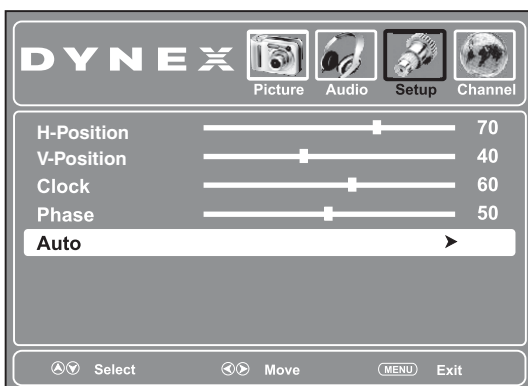 DYNEX
Picture Audio Setup Channel
H-Position 70
V-Position 40
Clock 60
Phase 50
Auto
Select Move MENU Exit